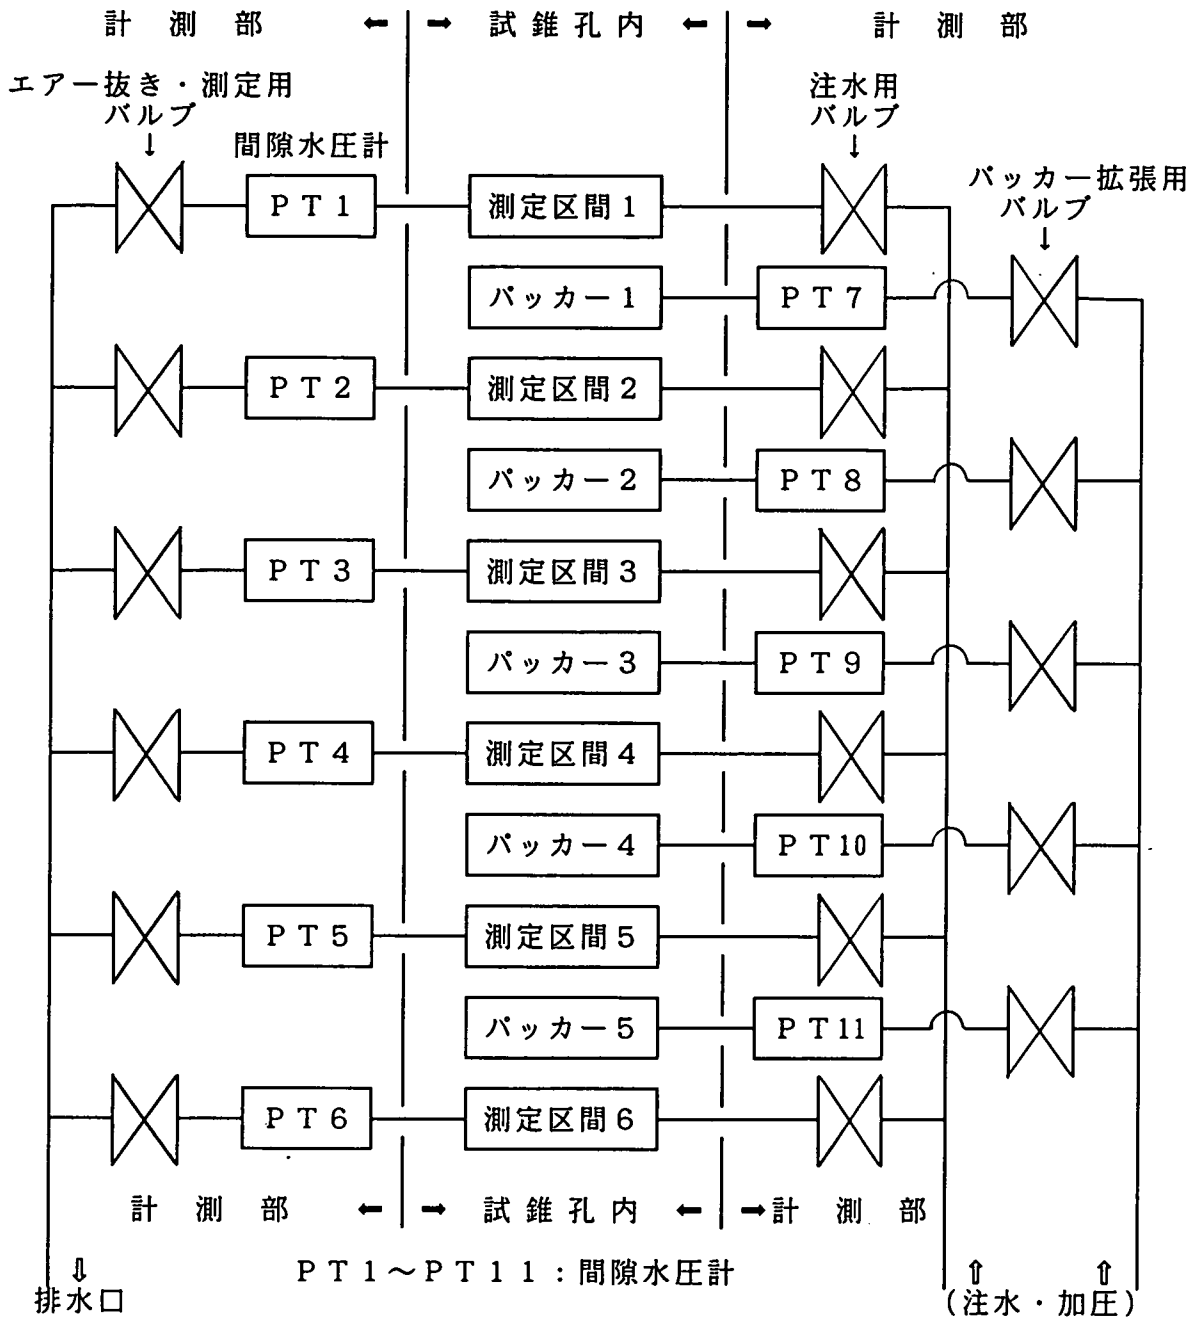 計測部 ← → 試錐孔内 ← → 計測部
エアー抜き・測定用
バルブ
↓
注水用
バルブ
↓
間隙水圧計
パッカー拡張用
バルブ
↓
PT1 測定区間1
パッカー1 PT7
PT2 測定区間2
パッカー2 PT8
PT3 測定区間3
パッカー3 PT9
PT4 測定区間4
パッカー4 PT10
PT5 測定区間5
パッカー5 PT11
PT6 測定区間6
計測部 ← → 試錐孔内 ← → 計測部
PT1～PT11:間隙水圧計
⇩ ⇧ ⇧
排水口 (注水・加圧)